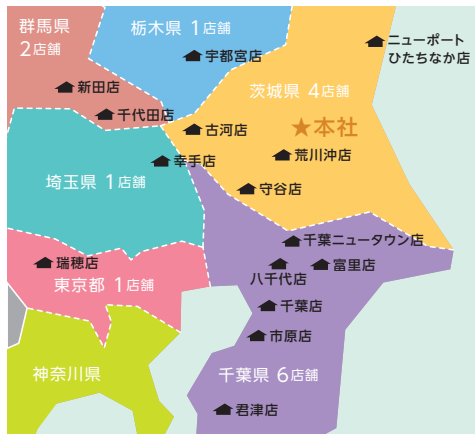 群馬県
2店舗
栃木県 1店舗
宇都宮店
ニューポート
ひたちなか店
新田店
千代田店
茨城県 4店舗
★本社
古河店
荒川沖店
幸手店
守谷店
埼玉県 1店舗
千葉ニュータウン店
八千代店
富里店
瑞穂店
東京都 1店舗
千葉店
市原店
神奈川県
千葉県 6店舗
君津店